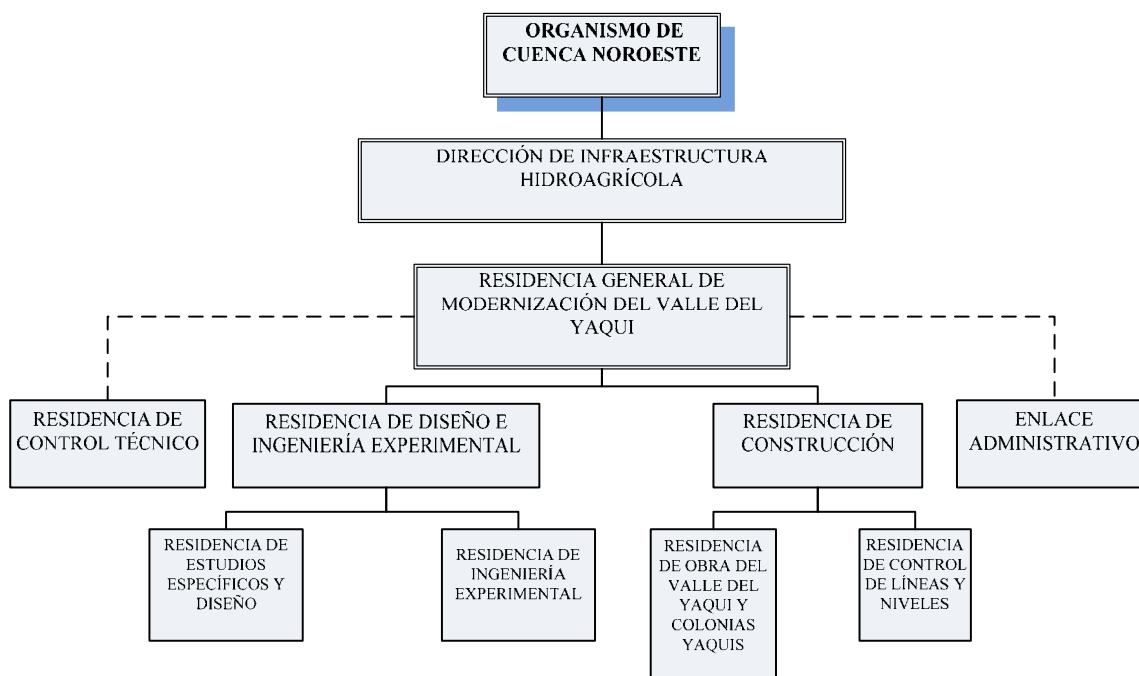 ORGANISMO DE
CUENCA NOROESTE
DIRECCIÓN DE INFRAESTRUCTURA
HIDROAGRÍCOLA
RESIDENCIA GENERAL DE
MODERNIZACIÓN DEL VALLE DEL
YAQUI
RESIDENCIA DE
CONTROL TÉCNICO
RESIDENCIA DE DISEÑO E
INGENIERÍA EXPERIMENTAL
RESIDENCIA DE
CONSTRUCCIÓN
ENLACE
ADMINISTRATIVO
RESIDENCIA DE
ESTUDIOS
ESPECÍFICOS Y
DISEÑO
RESIDENCIA DE
INGENIERÍA
EXPERIMENTAL
RESIDENCIA
DE OBRA DEL
VALLE DEL
YAQUI Y
COLONIAS
YAQUIS
RESIDENCIA
DE CONTROL
DE LÍNEAS Y
NIVELES